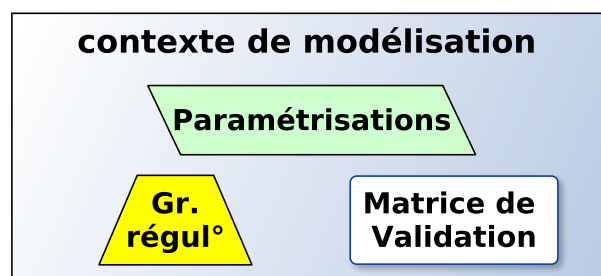 contexte de modélisation
Paramétrisations
Gr.
régul°
Matrice de
Validation